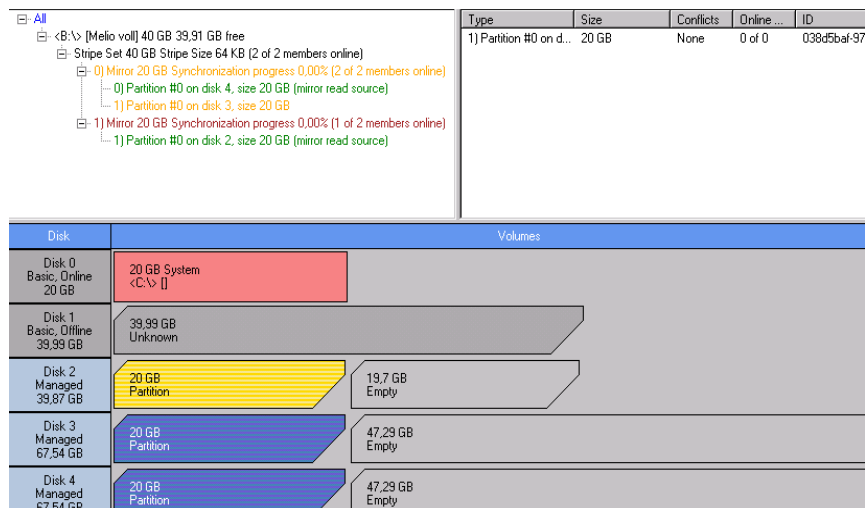 All
<B:\> [Melio voll] 40 GB 39,91 GB free
Stripe Set 40 GB Stripe Size 64 KB (2 of 2 members online)
0) Mirror 20 GB Synchronization progress 0,00% (2 of 2 members online)
0) Partition #0 on disk 4, size 20 GB (mirror read source)
1) Partition #0 on disk 3, size 20 GB
1) Mirror 20 GB Synchronization progress 0,00% (1 of 2 members online)
1) Partition #0 on disk 2, size 20 GB (mirror read source)
Type Size Conflicts Online ... ID
1) Partition #0 on d... 20 GB None 0 of 0 038d5baf-97
Disk Volumes
Disk 0
Basic, Online
20 GB
20 GB System
<C:\> []
Disk 1
Basic, Offline
39,99 GB
39,99 GB
Unknown
Disk 2
Managed
39,87 GB
20 GB
Partition
19,7 GB
Empty
Disk 3
Managed
67,54 GB
20 GB
Partition
47,29 GB
Empty
Disk 4
Managed
67,54 GB
20 GB
Partition
47,29 GB
Empty